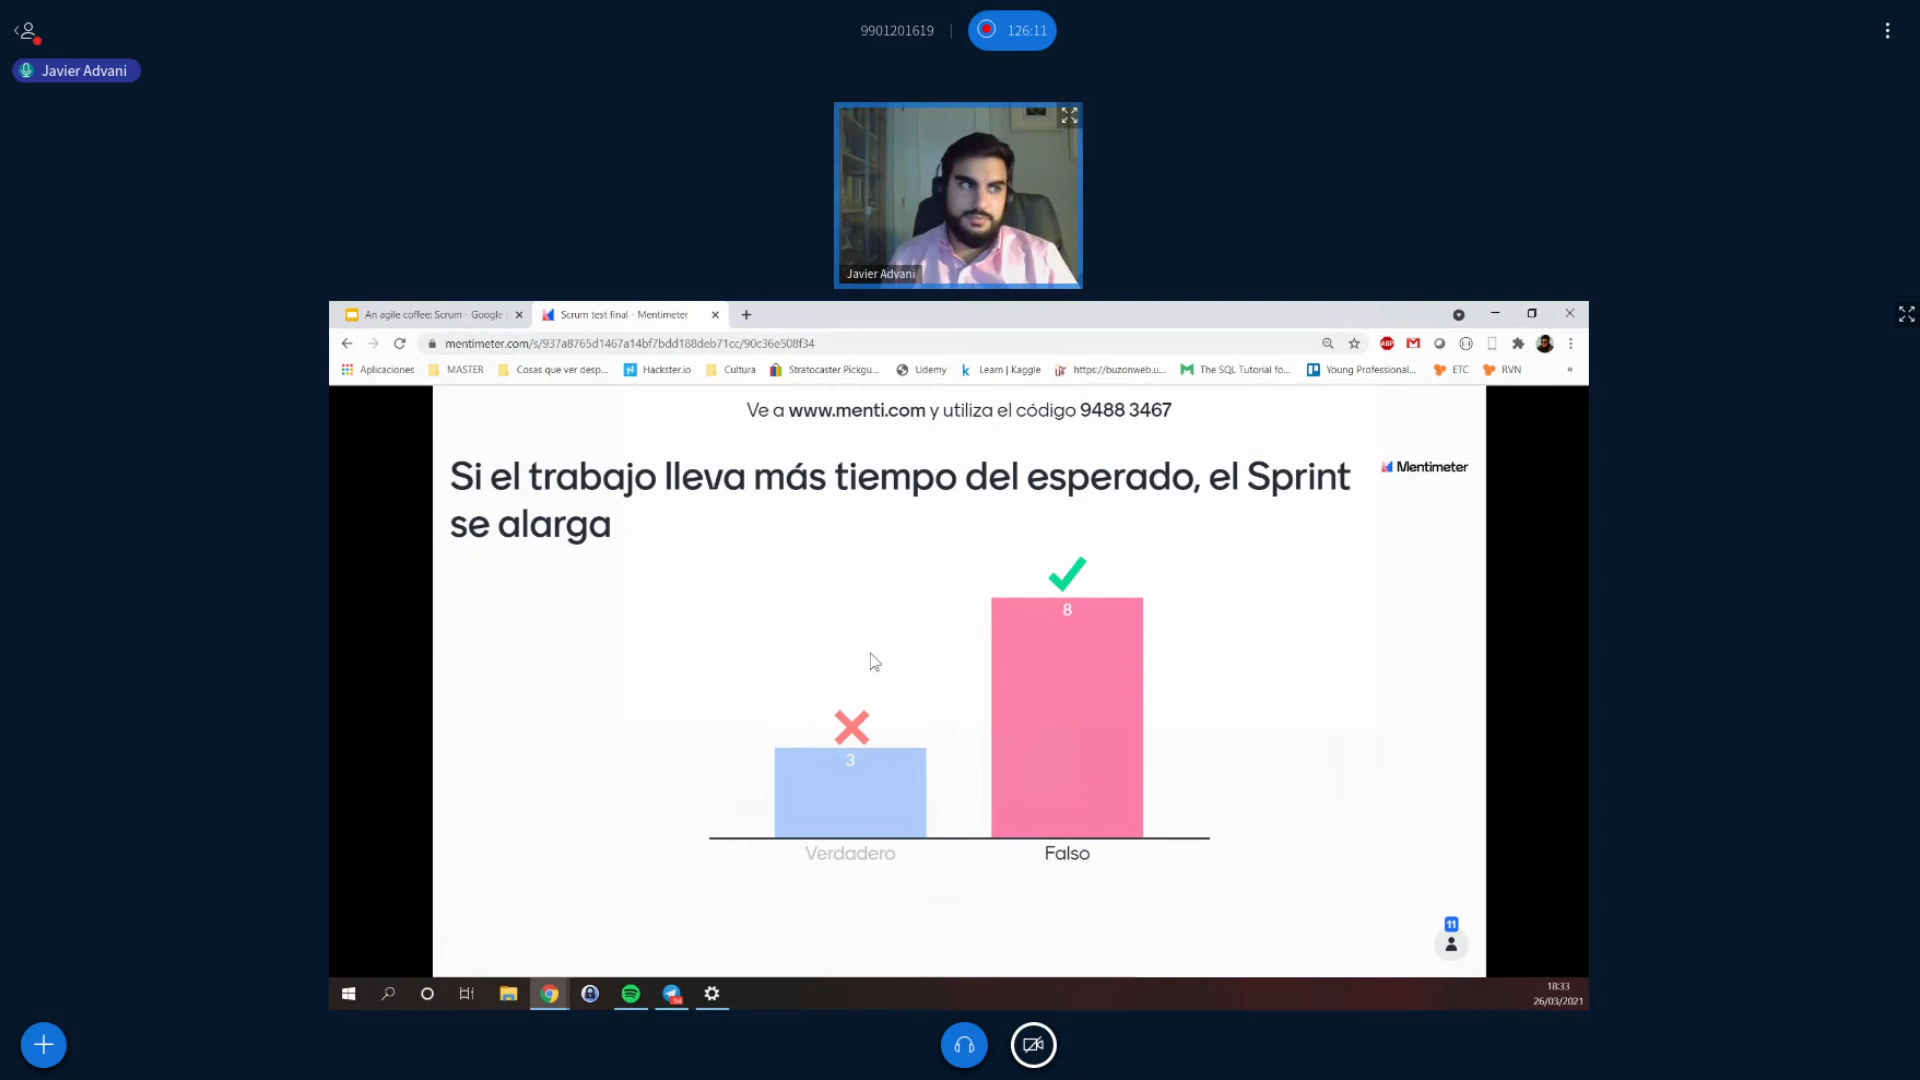 9901201619
126:11
Javier Advani
Javier Advani
An agile coffee: Scrum - Google
Scrum test final - Mentimeter
mentimeter.com/s/937a8765d1467a14bf7bdd188deb71cc/90c36e508f34
ABP
Aplicaciones
MASTER
Cosas que ver desp...
Hackster.io
Cultura
Stratocaster Pickgu...
Udemy
Learn | Kaggle
https://buzonweb.u...
The SQL Tutorial fo...
Young Professional...
ETC
RVN
»
Ve a www.menti.com y utiliza el código 9488 3467
Si el trabajo lleva más tiempo del esperado, el Sprint
se alarga
Mentimeter
8
3
Verdadero
Falso
11
18:33
26/03/2021